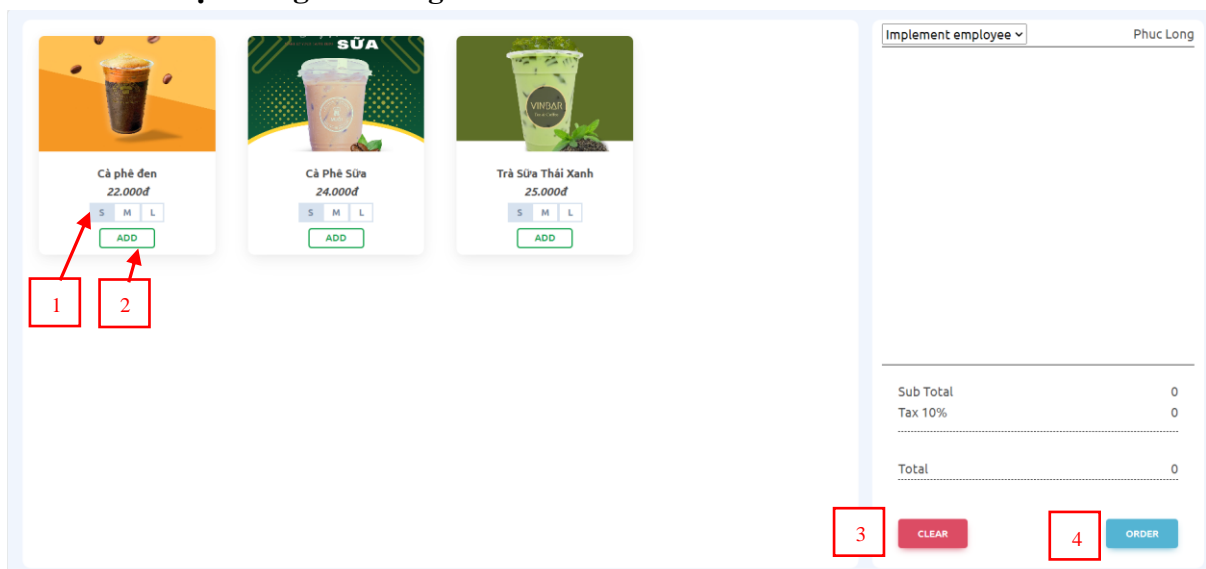 SỮA
VINBAR
Cà phê đen
22.000đ
S M L
ADD
Cà Phê Sữa
24.000đ
S M L
ADD
Trà Sữa Thái Xanh
25.000đ
S M L
ADD
1
2
Implement employee
Phuc Long
Sub Total 0
Tax 10% 0
Total 0
3
CLEAR
4
ORDER